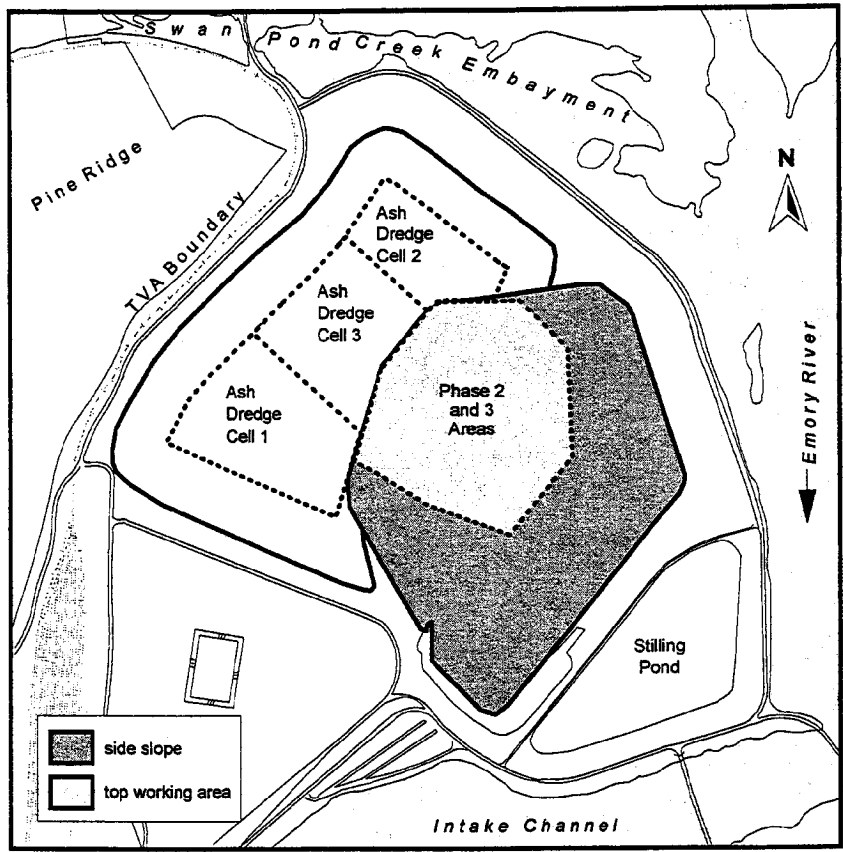 Swan Pond Creek Embayment
Pine Ridge
TVA Boundary
N
Ash
Dredge
Cell 2
Ash
Dredge
Cell 3
Ash
Dredge
Cell 1
Phase 2
and 3
Areas
Emory River
Stilling
Pond
side slope
top working area
Intake Channel